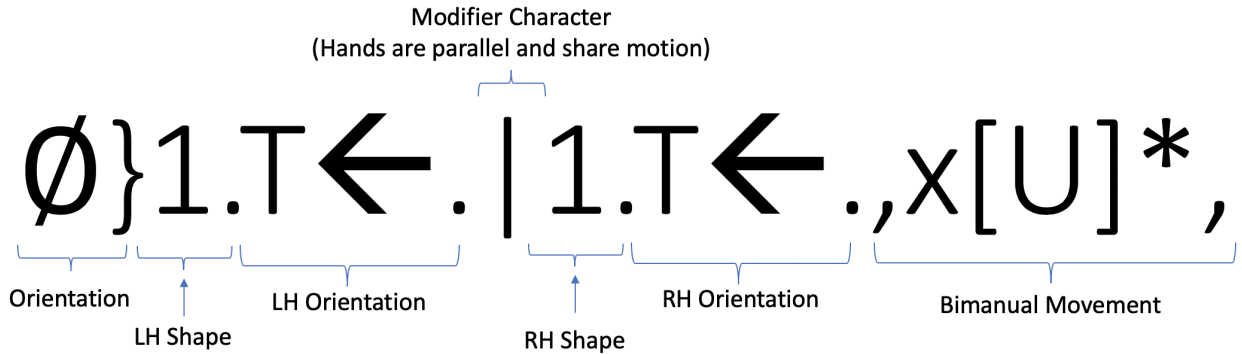 Modifier Character
(Hands are parallel and share motion)
Ø}1.T←.|1.T←.,x[U]*,
Orientation
LH Shape
LH Orientation
RH Shape
RH Orientation
Bimanual Movement